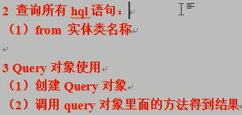 2 查询所有 hql 语句:
(1) from 实体类名称
3 Query 对象使用
(1) 创建 Query 对象
(2) 调用 query 对象里面的方法得到结果